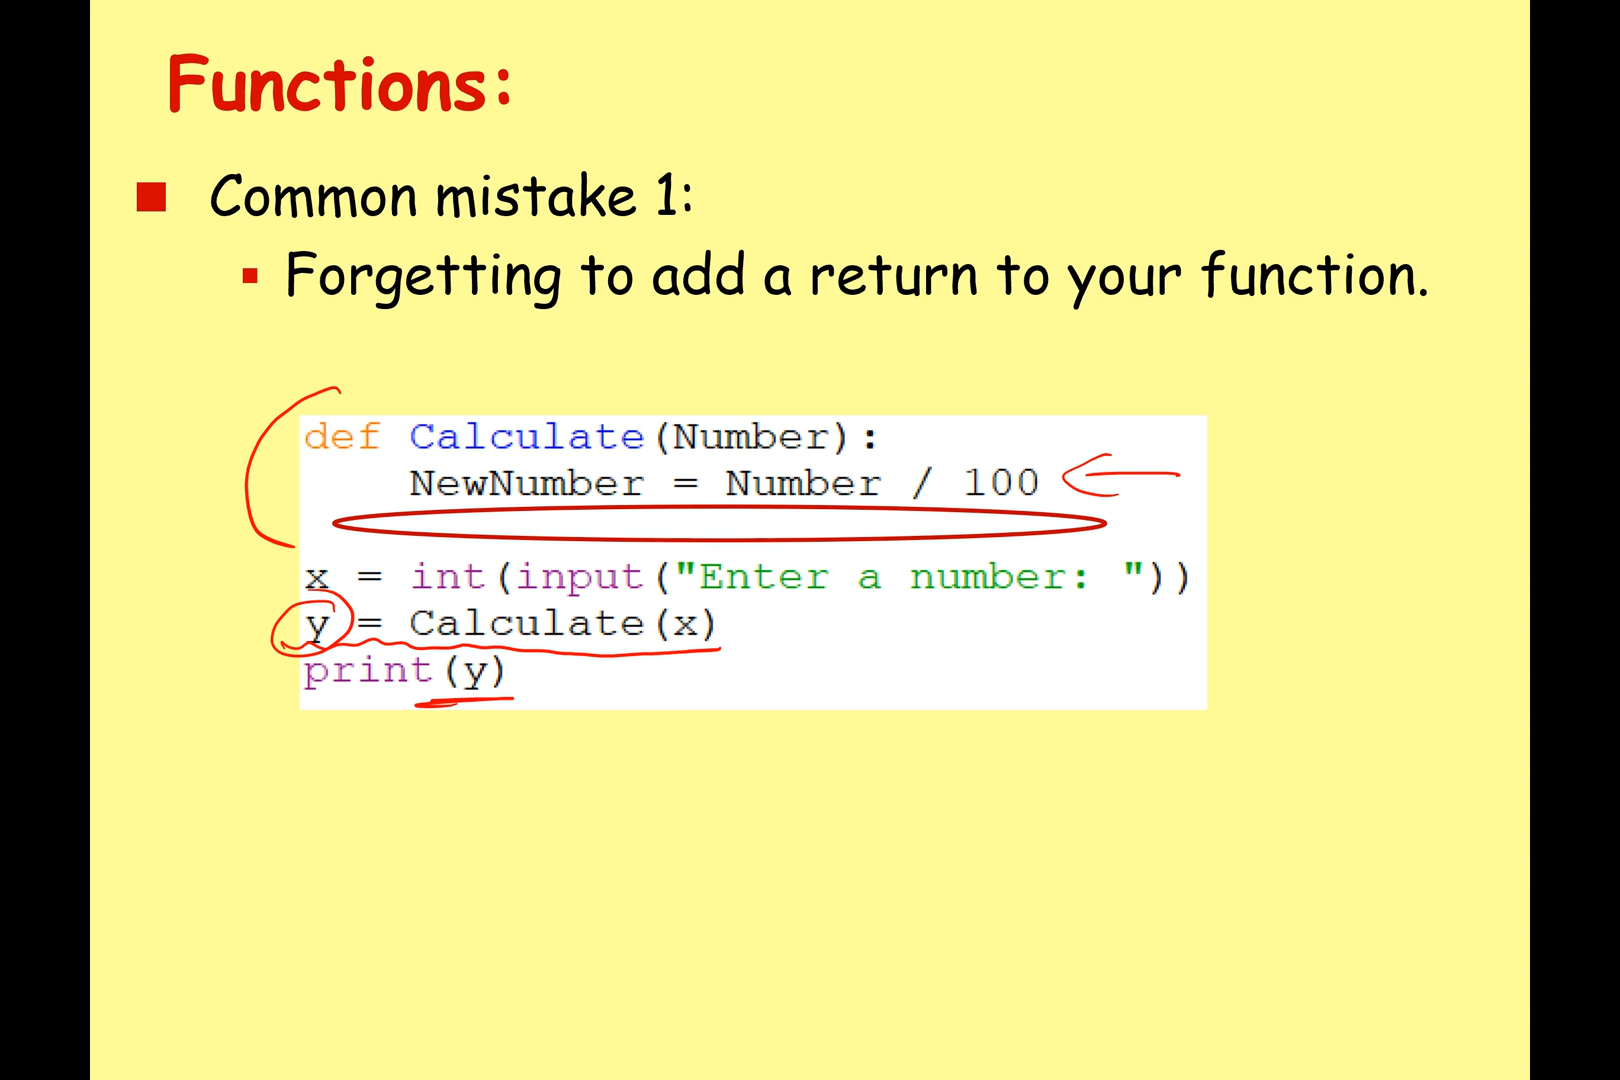 Functions:
Common mistake 1:
Forgetting to add a return to your function.
def Calculate(Number):
    NewNumber = Number / 100
x = int(input("Enter a number: "))
y = Calculate(x)
print(y)